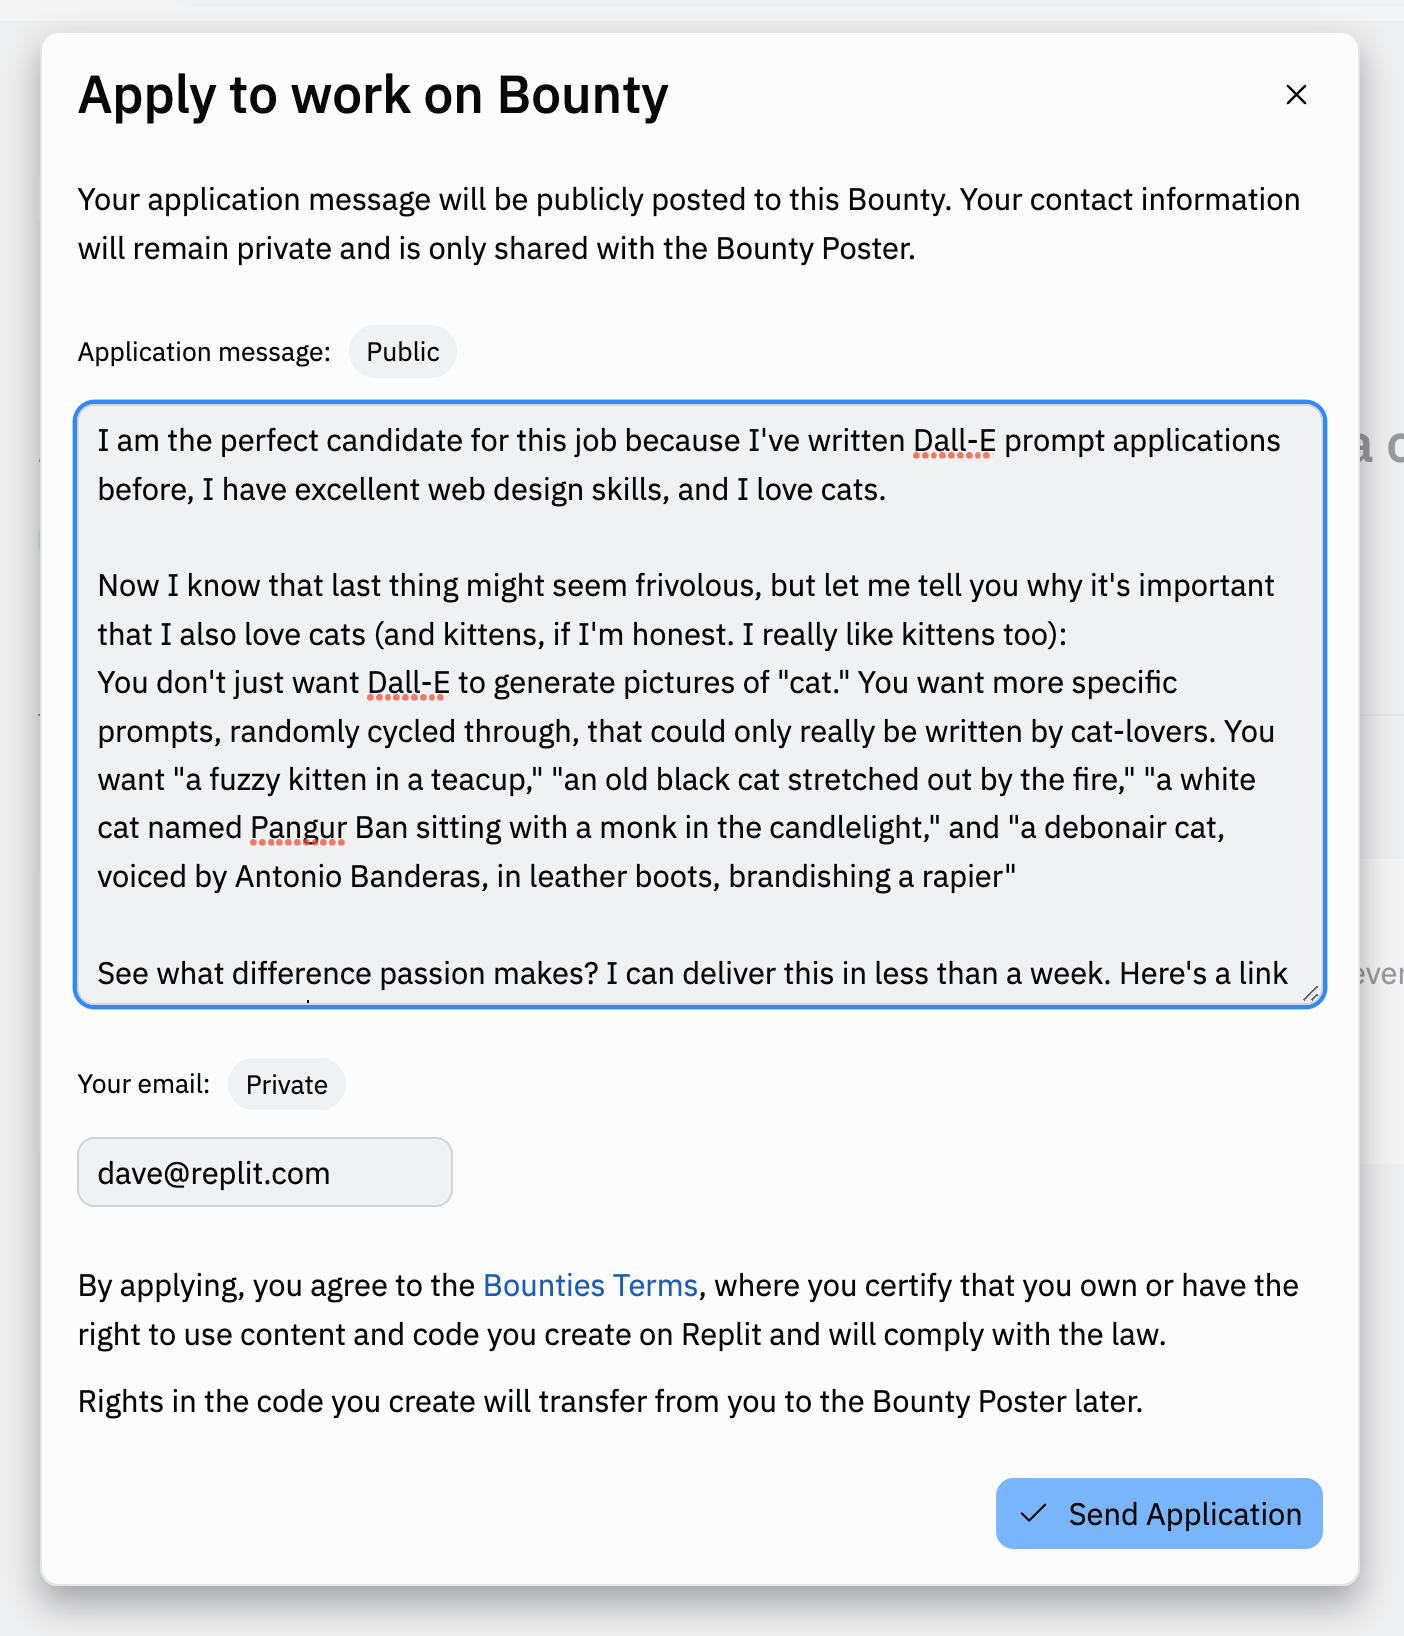 Apply to work on Bounty
Your application message will be publicly posted to this Bounty. Your contact information
will remain private and is only shared with the Bounty Poster.
Application message: Public
I am the perfect candidate for this job because I've written Dall-E prompt applications
before, I have excellent web design skills, and I love cats.
Now I know that last thing might seem frivolous, but let me tell you why it's important
that I also love cats (and kittens, if I'm honest. I really like kittens too):
You don't just want Dall-E to generate pictures of "cat." You want more specific
prompts, randomly cycled through, that could only really be written by cat-lovers. You
want "a fuzzy kitten in a teacup," "an old black cat stretched out by the fire," "a white
cat named Pangur Ban sitting with a monk in the candlelight," and "a debonair cat,
voiced by Antonio Banderas, in leather boots, brandishing a rapier"
See what difference passion makes? I can deliver this in less than a week. Here's a link
Your email: Private
dave@replit.com
By applying, you agree to the Bounties Terms, where you certify that you own or have the
right to use content and code you create on Replit and will comply with the law.
Rights in the code you create will transfer from you to the Bounty Poster later.
Send Application